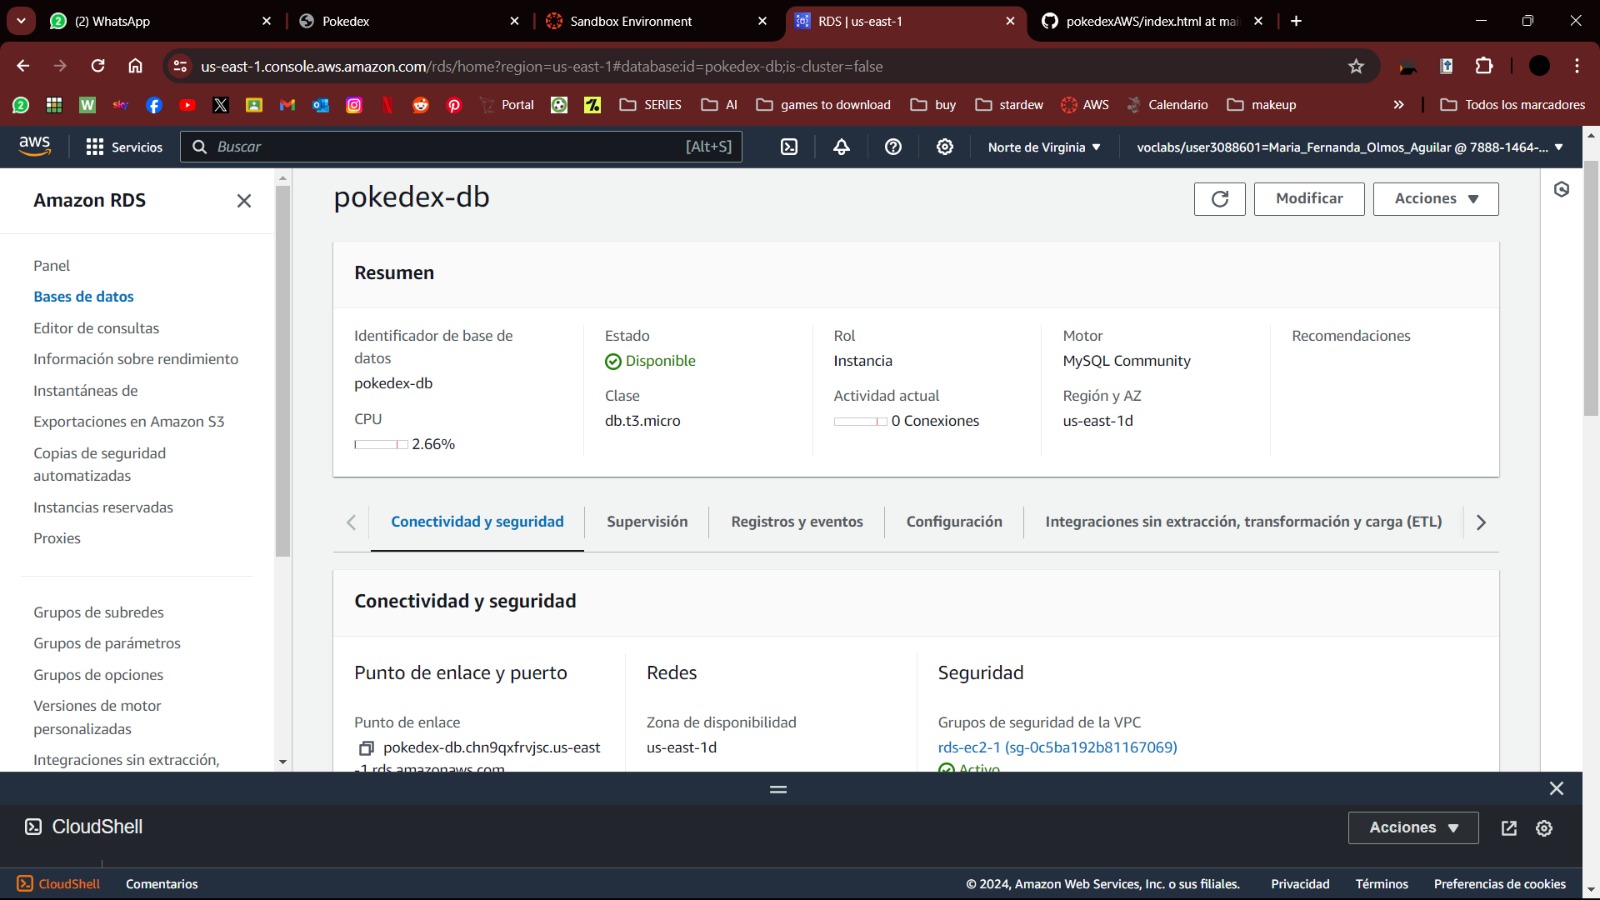 (2) WhatsApp
Pokedex
Sandbox Environment
RDS | us-east-1
pokedexAWS/index.html at mai
us-east-1.console.aws.amazon.com/rds/home?region=us-east-1#database:id=pokedex-db;is-cluster=false
sky
Portal
SERIES
AI
games to download
buy
stardew
AWS
Calendario
makeup
Todos los marcadores
aws
Servicios
Buscar
[Alt+S]
Norte de Virginia
voclabs/user3088601=Maria_Fernanda_Olmos_Aguilar @ 7888-1464-...
Amazon RDS
Panel
Bases de datos
Editor de consultas
Información sobre rendimiento
Instantáneas de
Exportaciones en Amazon S3
Copias de seguridad
automatizadas
Instancias reservadas
Proxies
Grupos de subredes
Grupos de parámetros
Grupos de opciones
Versiones de motor
personalizadas
Integraciones sin extracción,
pokedex-db
Modificar
Acciones
Resumen
Identificador de base de
datos
pokedex-db
CPU
2.66%
Estado
Disponible
Clase
db.t3.micro
Rol
Instancia
Actividad actual
0 Conexiones
Motor
MySQL Community
Región y AZ
us-east-1d
Recomendaciones
Conectividad y seguridad
Supervisión
Registros y eventos
Configuración
Integraciones sin extracción, transformación y carga (ETL)
Conectividad y seguridad
Punto de enlace y puerto
Punto de enlace
pokedex-db.chn9qxfrvjsc.us-east
-1.rds.amazonaws.com
Redes
Zona de disponibilidad
us-east-1d
Seguridad
Grupos de seguridad de la VPC
rds-ec2-1 (sg-0c5ba192b81167069)
Activo
CloudShell
Acciones
CloudShell
Comentarios
© 2024, Amazon Web Services, Inc. o sus filiales.
Privacidad
Términos
Preferencias de cookies